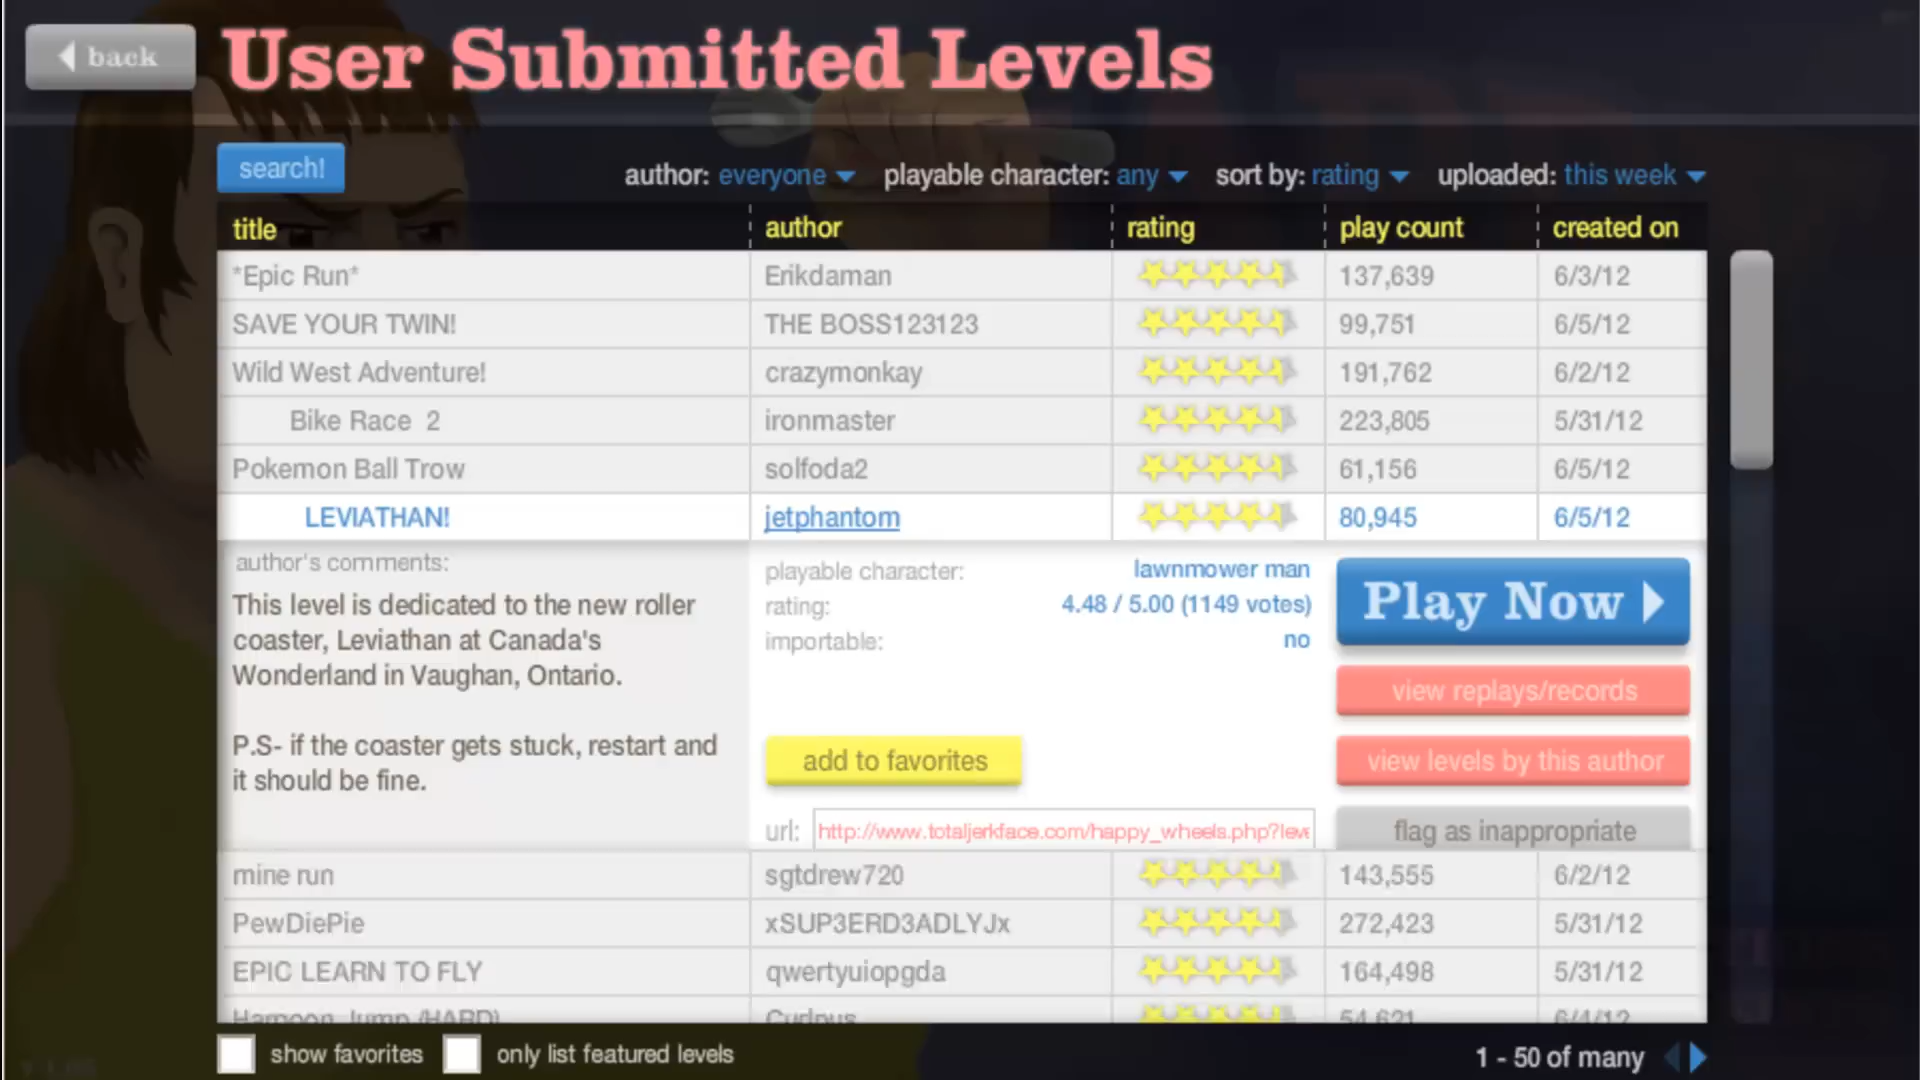 back
User Submitted Levels
search!
author: everyone playable character: any sort by: rating uploaded: this week
title author rating play count created on
*Epic Run* Erikdaman 137,639 6/3/12
SAVE YOUR TWIN! THE BOSS123123 99,751 6/5/12
Wild West Adventure! crazymonkay 191,762 6/2/12
Bike Race 2 ironmaster 223,805 5/31/12
Pokemon Ball Trow solfoda2 61,156 6/5/12
LEVIATHAN! jetphantom 80,945 6/5/12
author's comments:
This level is dedicated to the new roller
coaster, Leviathan at Canada's
Wonderland in Vaughan, Ontario.
P.S- if the coaster gets stuck, restart and
it should be fine.
playable character: lawnmower man
rating: 4.48 / 5.00 (1149 votes)
importable: no
add to favorites
url: http://www.totaljerkface.com/happy_wheels.php?leve
Play Now
view replays/records
view levels by this author
flag as inappropriate
mine run sgtdrew720 143,555 6/2/12
PewDiePie xSUP3ERD3ADLYJx 272,423 5/31/12
EPIC LEARN TO FLY qwertyuiopgda 164,498 5/31/12
Harpoon Jump (HARD) 54,621 6/4/12
show favorites only list featured levels
1 - 50 of many